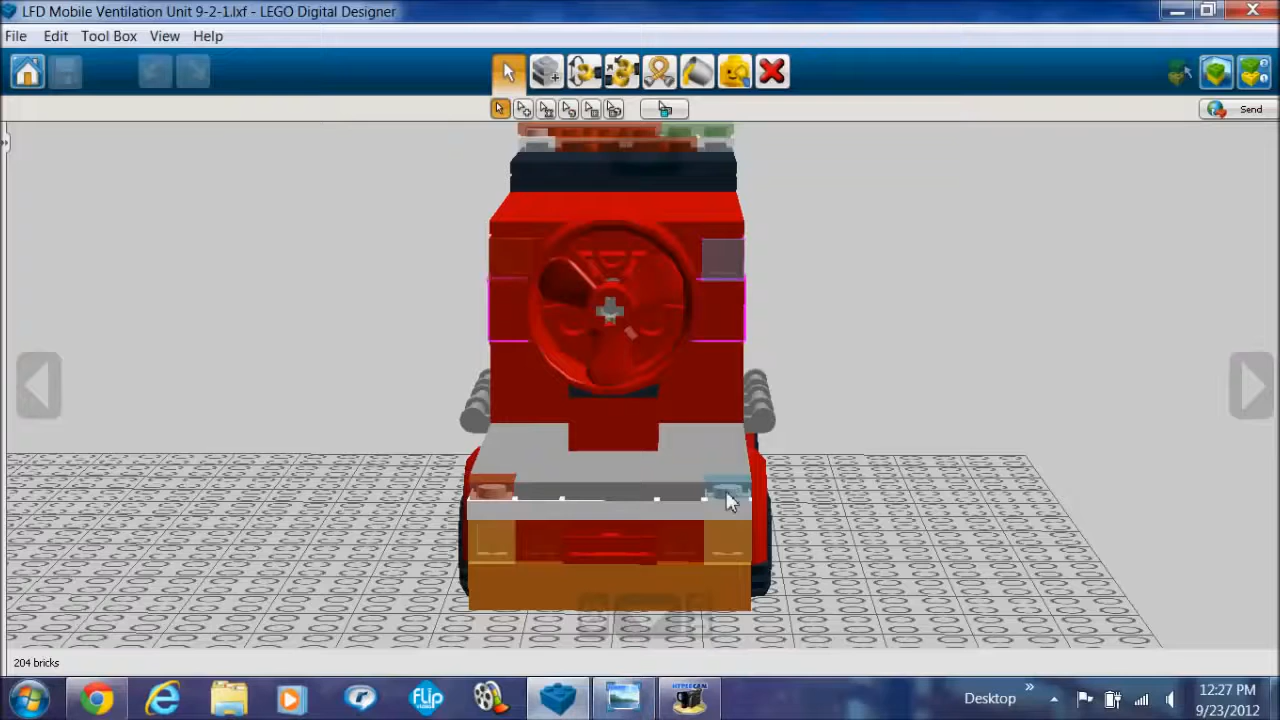 LFD Mobile Ventilation Unit 9-2-1.lxf - LEGO Digital Designer
File Edit Tool Box View Help
Send
204 bricks
flip
HYPERCAM
Desktop
12:27 PM
9/23/2012